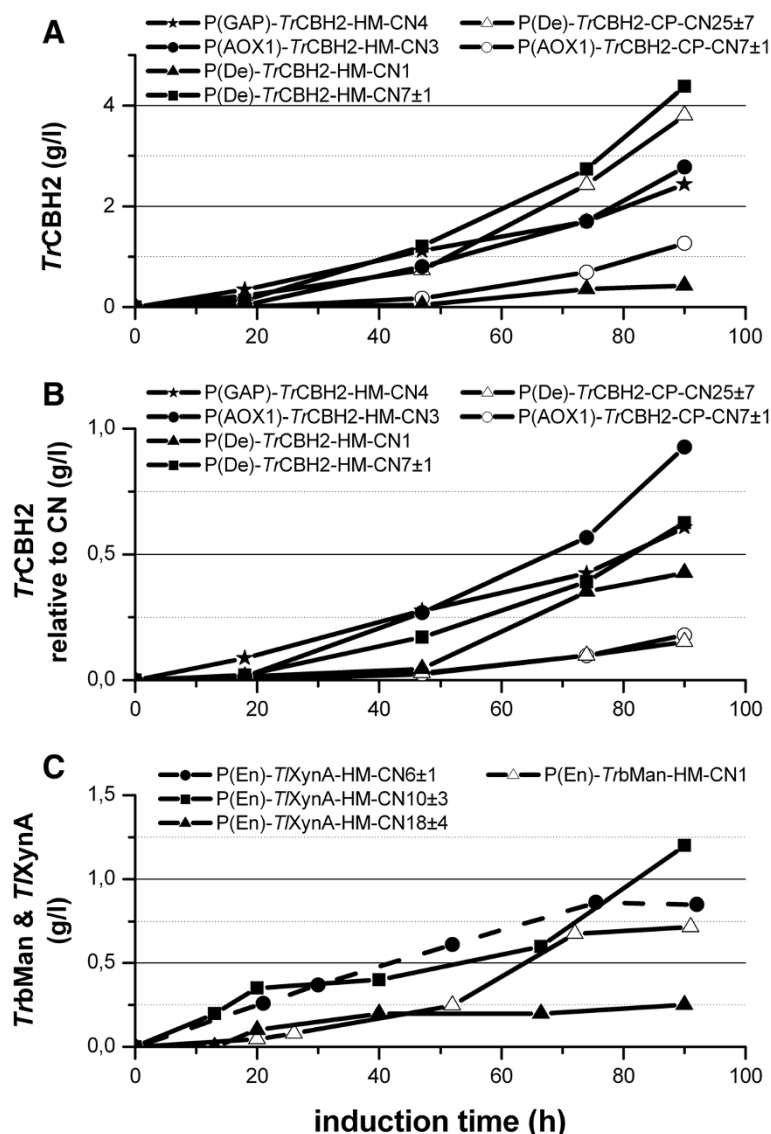 A
P(GAP)-TrCBH2-HM-CN4
P(De)-TrCBH2-CP-CN25±7
P(AOX1)-TrCBH2-HM-CN3
P(AOX1)-TrCBH2-CP-CN7±1
P(De)-TrCBH2-HM-CN1
P(De)-TrCBH2-HM-CN7±1
TrCBH2 (g/l)
4
2
0
0 20 40 60 80 100
B
P(GAP)-TrCBH2-HM-CN4
P(De)-TrCBH2-CP-CN25±7
P(AOX1)-TrCBH2-HM-CN3
P(AOX1)-TrCBH2-CP-CN7±1
P(De)-TrCBH2-HM-CN1
P(De)-TrCBH2-HM-CN7±1
TrCBH2
relative to CN (g/l)
1,0
0,5
0,0
0 20 40 60 80 100
C
P(En)-TlXynA-HM-CN6±1
P(En)-TrbMan-HM-CN1
P(En)-TlXynA-HM-CN10±3
P(En)-TlXynA-HM-CN18±4
TrbMan & TlXynA
(g/l)
1,5
1,0
0,5
0,0
0 20 40 60 80 100
induction time (h)